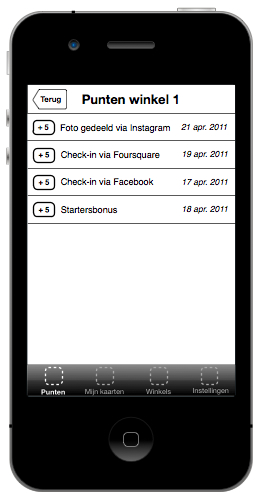 Terug Punten winkel 1
+ 5 Foto gedeeld via Instagram 21 apr. 2011
+ 5 Check-in via Foursquare 19 apr. 2011
+ 5 Check-in via Facebook 17 apr. 2011
+ 5 Startersbonus 18 apr. 2011
Punten Mijn kaarten Winkels Instellingen